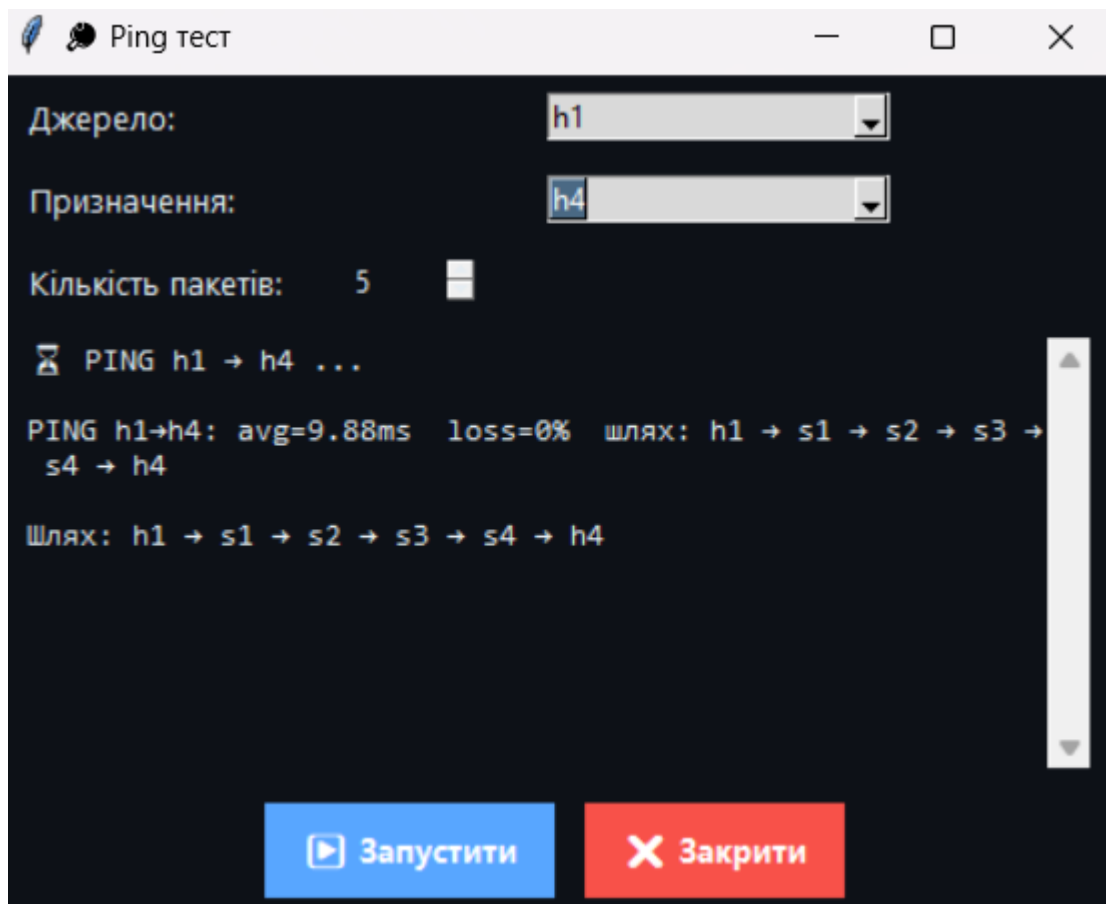 Ping тест
Джерело: h1
Призначення: h4
Кількість пакетів: 5
⏳ PING h1 → h4 ...
PING h1→h4: avg=9.88ms loss=0% шлях: h1 → s1 → s2 → s3 →
s4 → h4
Шлях: h1 → s1 → s2 → s3 → s4 → h4
Запустити Закрити